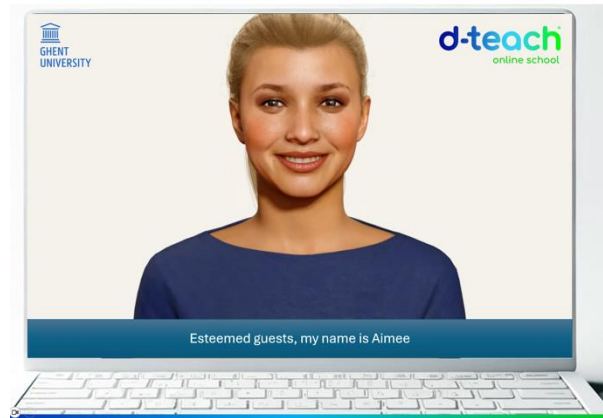 GHENT
UNIVERSITY
d-teach
online school
Esteemed guests, my name is Aimee